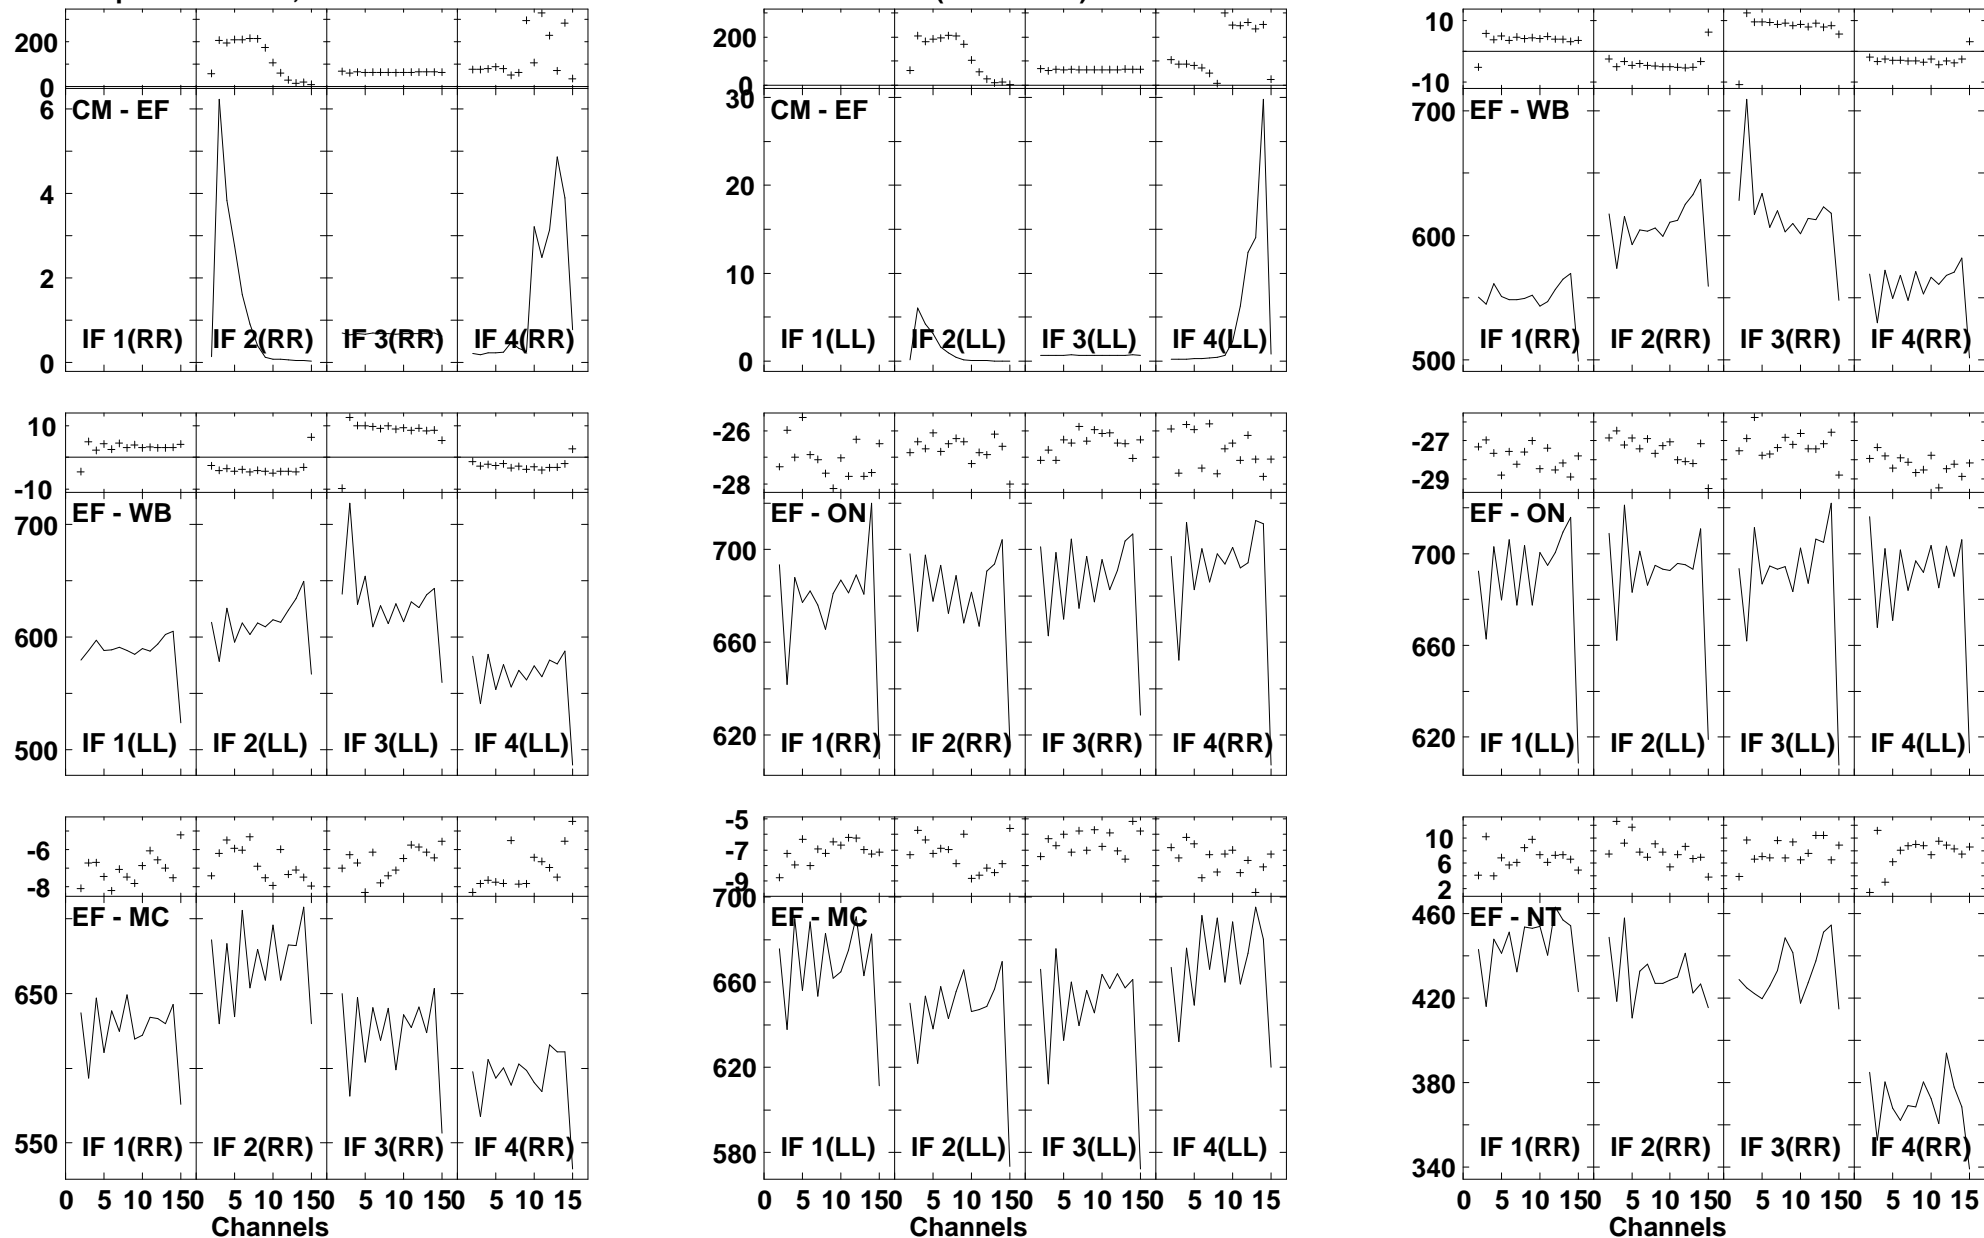 200
0
6
4
2
0
CM - EF
IF 1(RR) IF 2(RR) IF 3(RR) IF 4(RR)
200
0
30
20
10
0
CM - EF
IF 1(LL) IF 2(LL) IF 3(LL) IF 4(LL)
10
-10
700
600
500
EF - WB
IF 1(RR) IF 2(RR) IF 3(RR) IF 4(RR)
10
-10
700
600
500
EF - WB
IF 1(LL) IF 2(LL) IF 3(LL) IF 4(LL)
-26
-28
700
660
620
EF - ON
IF 1(RR) IF 2(RR) IF 3(RR) IF 4(RR)
-27
-29
700
660
620
EF - ON
IF 1(LL) IF 2(LL) IF 3(LL) IF 4(LL)
-6
-8
650
550
EF - MC
IF 1(RR) IF 2(RR) IF 3(RR) IF 4(RR)
0 5 10 150 5 10 150 5 10 150 5 10 15
Channels
-5
-7
-9
700
660
620
580
EF - MC
IF 1(LL) IF 2(LL) IF 3(LL) IF 4(LL)
0 5 10 150 5 10 150 5 10 150 5 10 15
Channels
10
6
2
460
420
380
340
EF - NT
IF 1(RR) IF 2(RR) IF 3(RR) IF 4(RR)
0 5 10 150 5 10 150 5 10 150 5 10 15
Channels